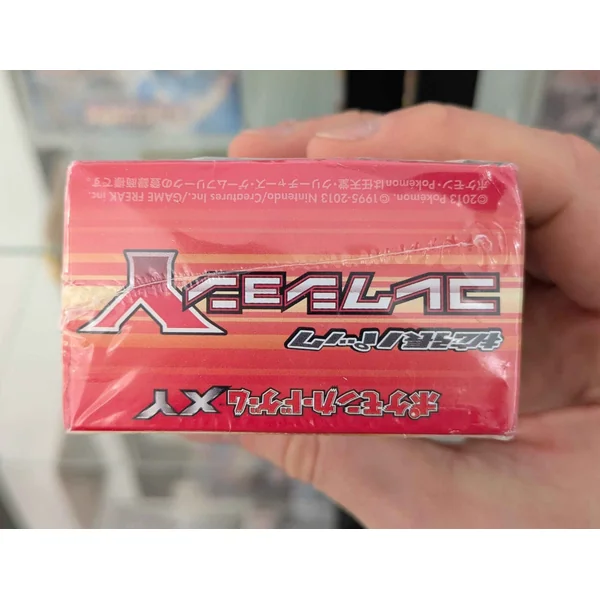 ポケモンカードゲームXY
拡張パック
コレクションY
©2013 Pokémon. ©1995-2013 Nintendo/Creatures Inc./GAME FREAK inc.
ポケモン・Pokémonは任天堂・クリーチャーズ・ゲームフリークの登録商標です。